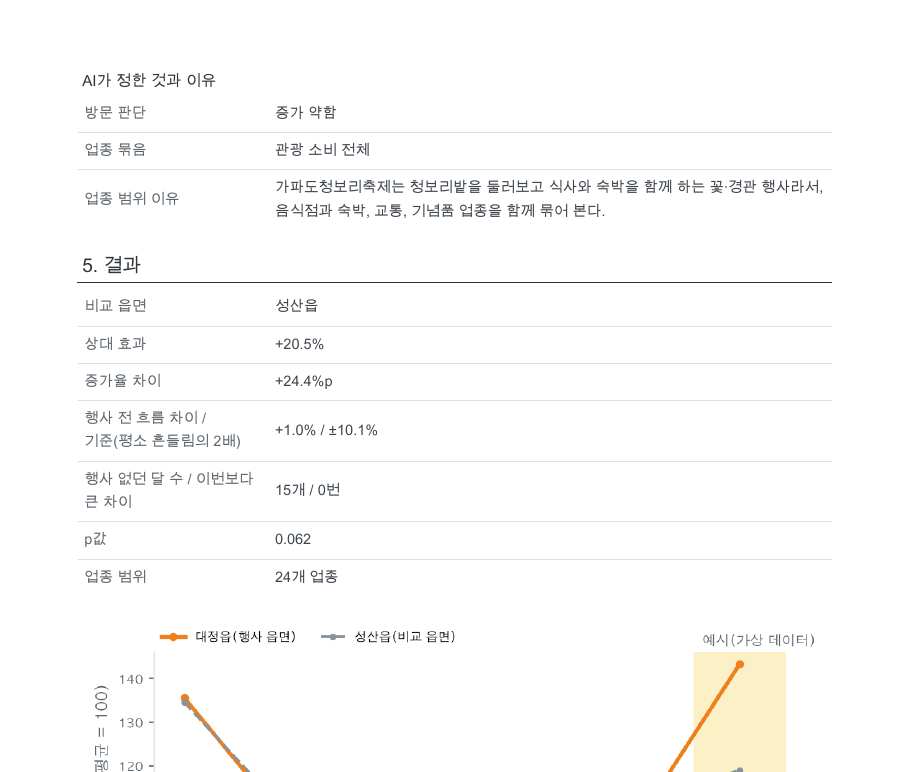 AI가 정한 것과 이유
방문 판단 증가 약함
업종 묶음 관광 소비 전체
업종 범위 이유 가파도청보리축제는 청보리밭을 둘러보고 식사와 숙박을 함께 하는 꽃·경관 행사라서,
음식점과 숙박, 교통, 기념품 업종을 함께 묶어 본다.
5. 결과
비교 읍면 성산읍
상대 효과 +20.5%
증가율 차이 +24.4%p
행사 전 흐름 차이 /
기준(평소 흔들림의 2배) +1.0% / ±10.1%
행사 없던 달 수 / 이번보다
큰 차이 15개 / 0번
p값 0.062
업종 범위 24개 업종
대정읍(행사 읍면) 성산읍(비교 읍면)
예시(가상 데이터)
140
130
120
평균 = 100)